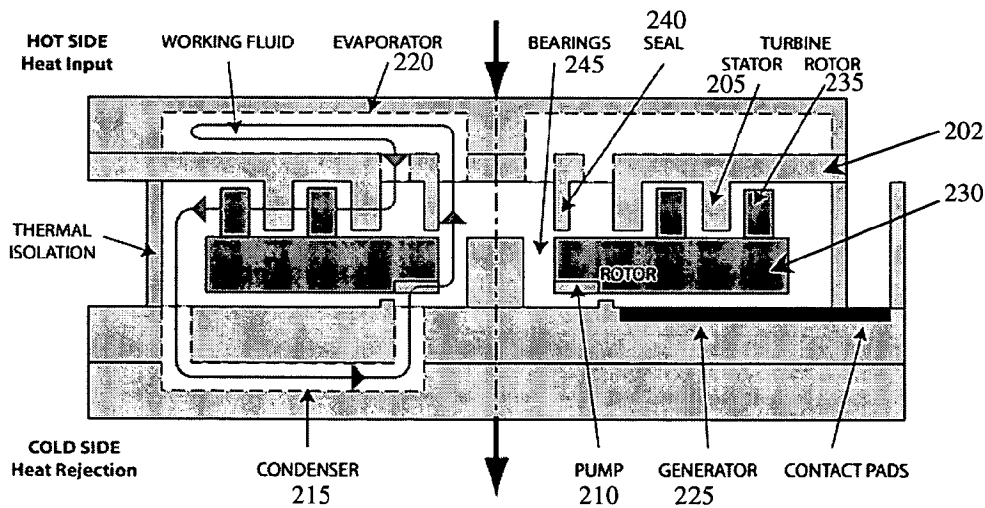 HOT SIDE
Heat Input
WORKING FLUID
EVAPORATOR
220
BEARINGS
245
240
SEAL
TURBINE
STATOR ROTOR
205 235
202
230
THERMAL
ISOLATION
ROTOR
COLD SIDE
Heat Rejection
CONDENSER
215
PUMP
210
GENERATOR
225
CONTACT PADS